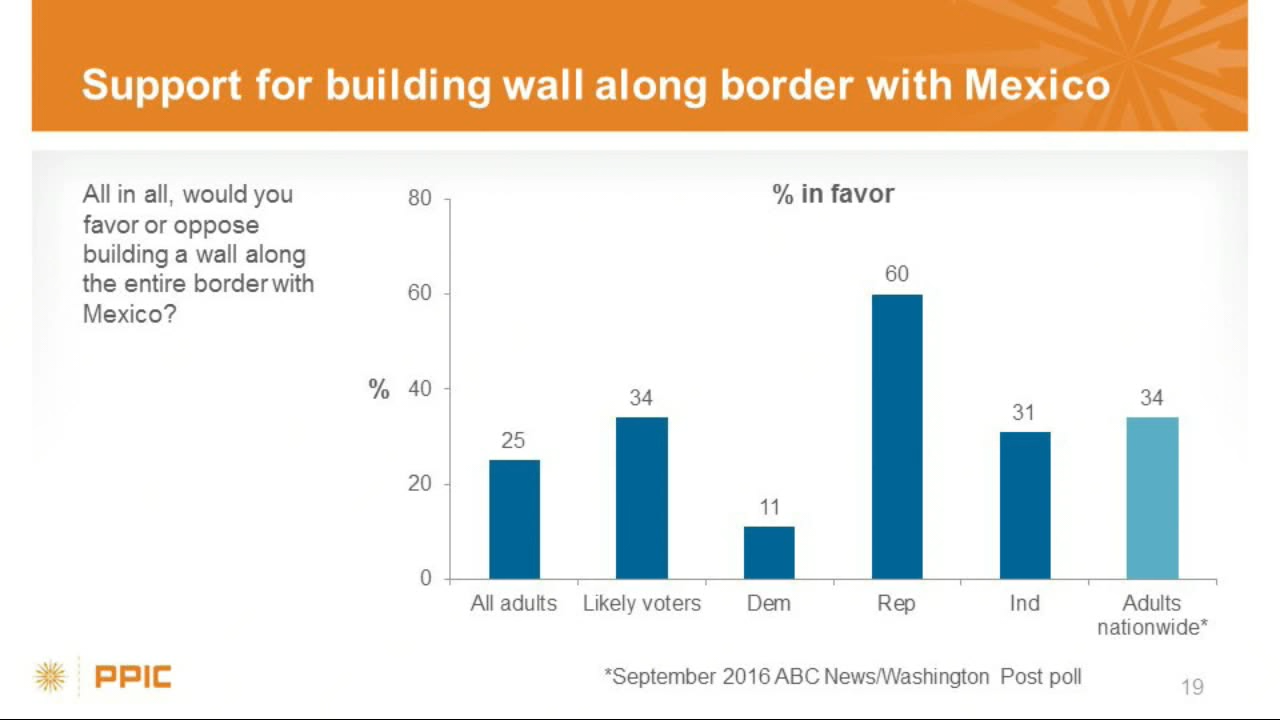 Support for building wall along border with Mexico
All in all, would you
favor or oppose
building a wall along
the entire border with
Mexico?
% in favor
%
80
60
40
20
0
25
34
11
60
31
34
All adults
Likely voters
Dem
Rep
Ind
Adults
nationwide*
PPIC
*September 2016 ABC News/Washington Post poll
19